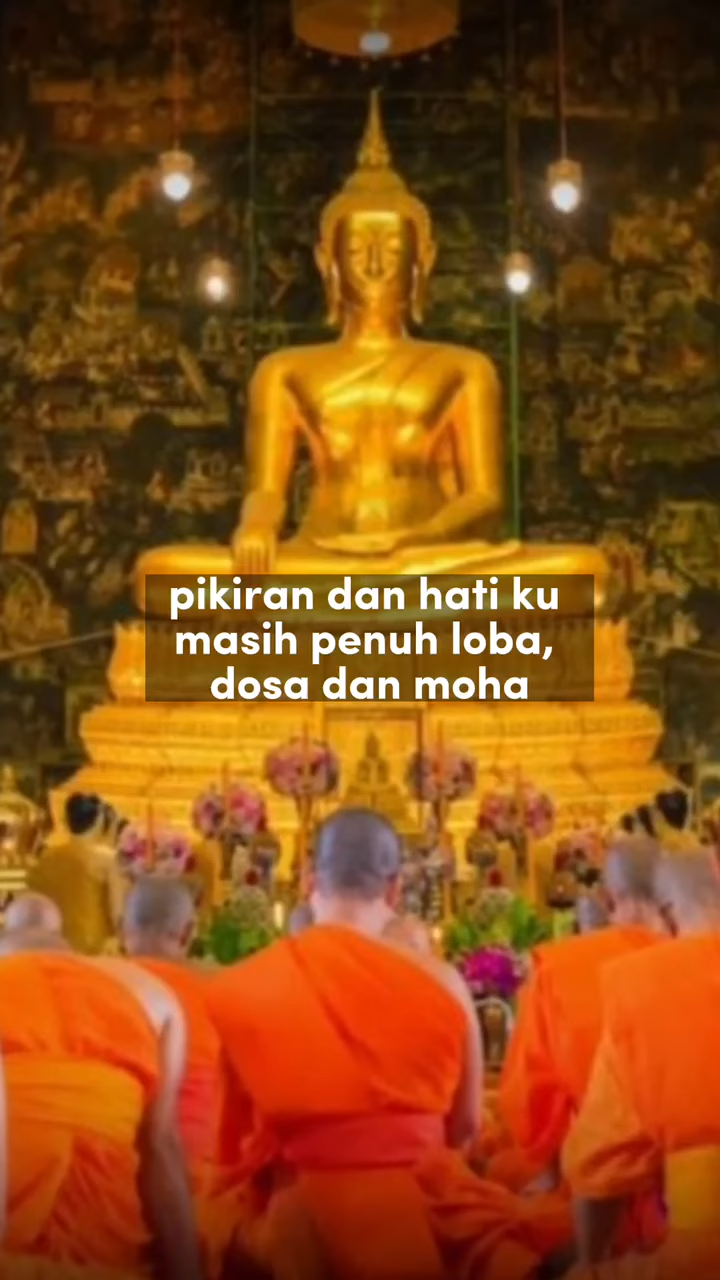 pikiran dan hati ku
masih penuh loba,
dosa dan moha